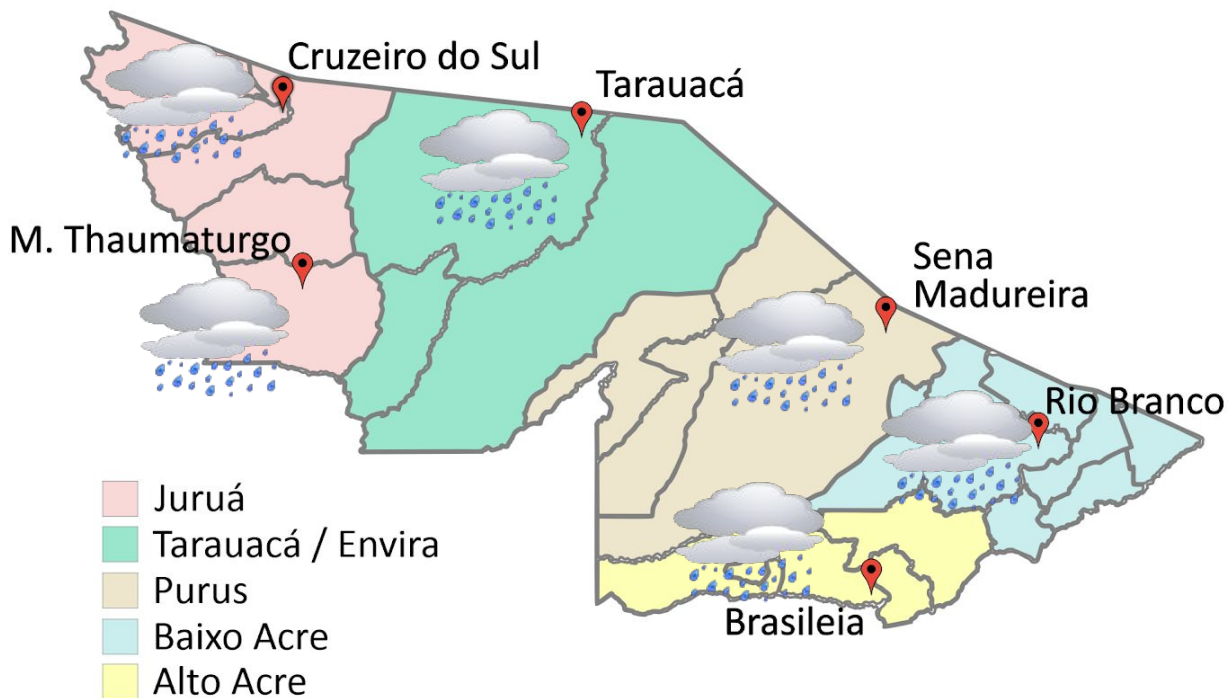 Cruzeiro do Sul
Tarauacá
M. Thaumaturgo
Sena
Madureira
Rio Branco
Brasileia
Juruá
Tarauacá / Envira
Purus
Baixo Acre
Alto Acre